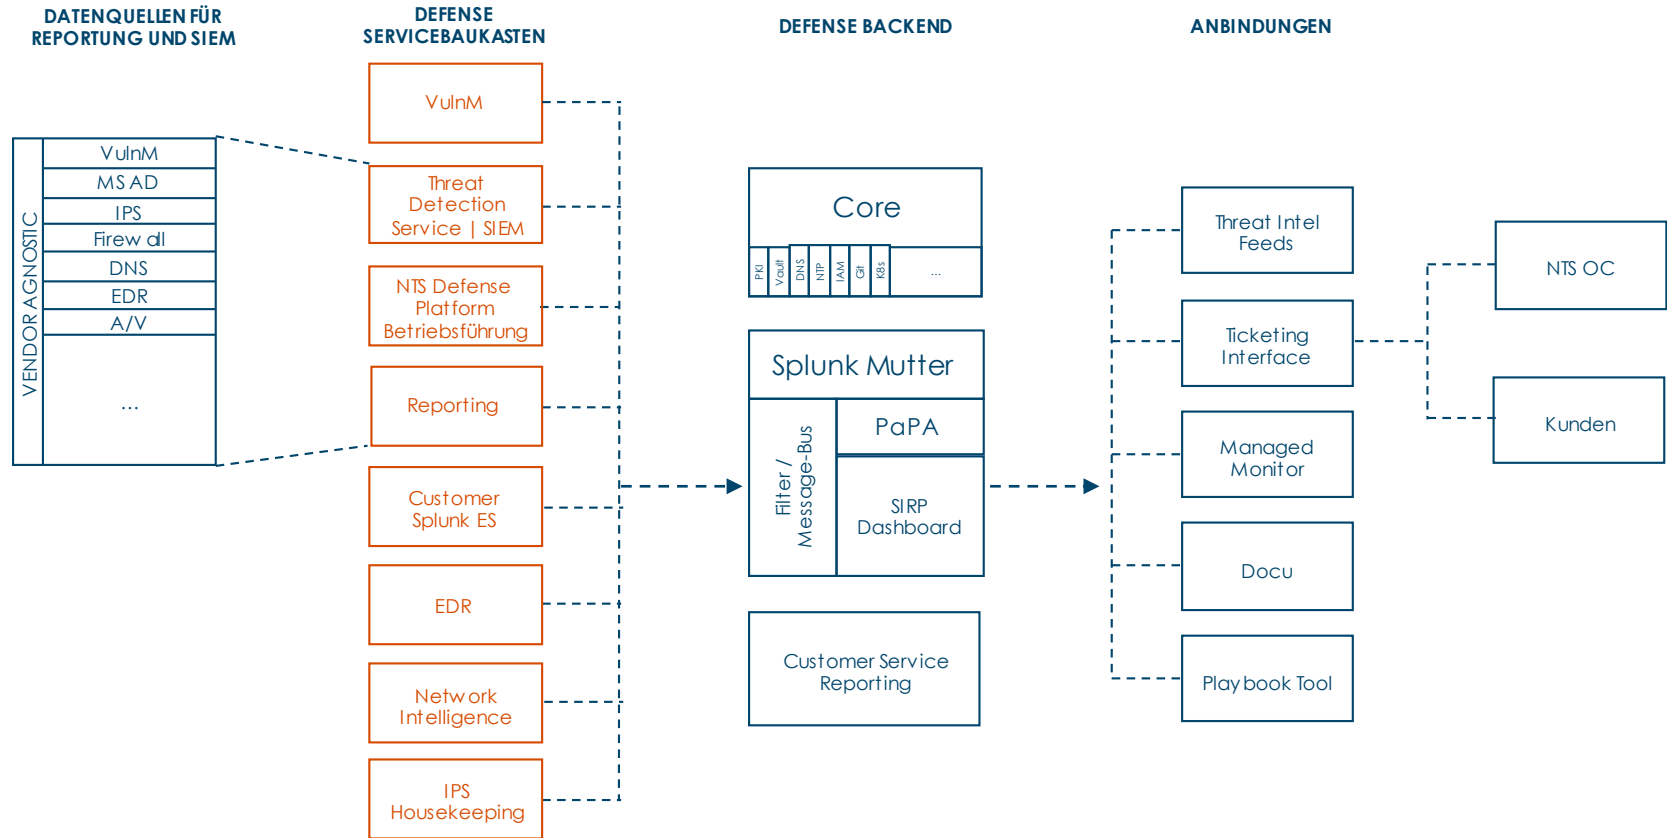 DATENQUELLEN FÜR
REPORTUNG UND SIEM
VENDOR AGNOSTIC
VulnM
MS AD
IPS
Firewall
DNS
EDR
A/V
...
DEFENSE
SERVICEBAUKASTEN
VulnM
Threat
Detection
Service | SIEM
NTS Defense
Platform
Betriebsführung
Reporting
Customer
Splunk ES
EDR
Network
Intelligence
IPS
Housekeeping
DEFENSE BACKEND
Core
PKI
Vault
DNS
NTP
IAM
Git
K8s
...
Splunk Mutter
Filter /
Message-Bus
PaPA
SIRP
Dashboard
Customer Service
Reporting
ANBINDUNGEN
Threat Intel
Feeds
Ticketing
Interface
Managed
Monitor
Docu
Playbook Tool
NTS OC
Kunden